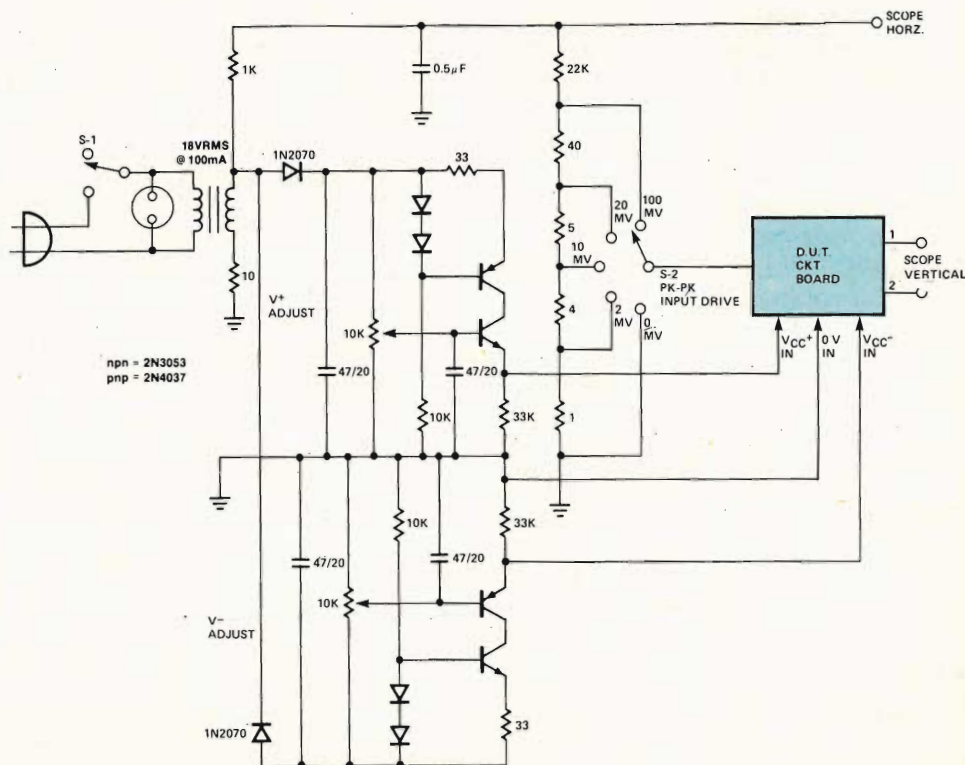 SCOPE
HORZ.
1K
0.5μF
22K
S-1
18VRMS
@ 100mA
1N2070
33
40
20
MV
100
MV
5
10
MV
S-2
PK-PK
INPUT DRIVE
D.U.T.
CKT
BOARD
1
SCOPE
VERTICAL
2
10
V+
ADJUST
10K
4
2
MV
0
MV
VCC+
IN
0 V
IN
VCC-
IN
npn = 2N3053
pnp = 2N4037
47/20
10K
47/20
33K
1
33K
10K
47/20
47/20
10K
V-
ADJUST
1N2070
33